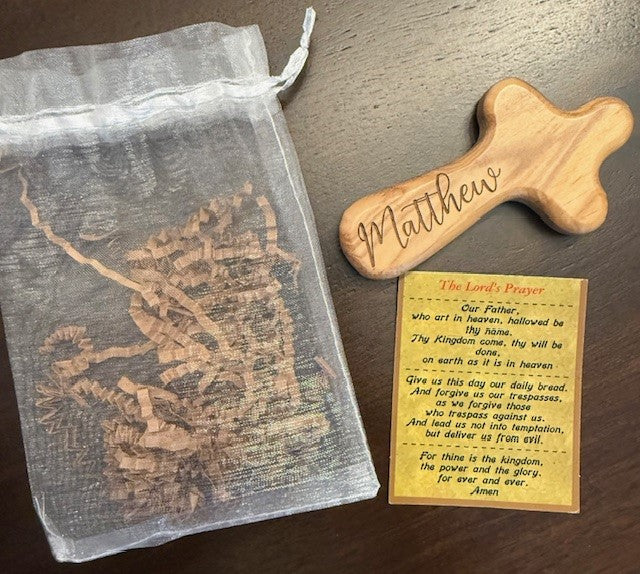 Matthew
The Lord's Prayer
Our Father,
who art in heaven, hallowed be
thy name.
Thy Kingdom come, thy will be
done,
on earth as it is in heaven
Give us this day our daily bread.
And forgive us our trespasses,
as we forgive those
who trespass against us.
And lead us not into temptation,
but deliver us from evil.
For thine is the kingdom,
the power and the glory,
for ever and ever.
Amen